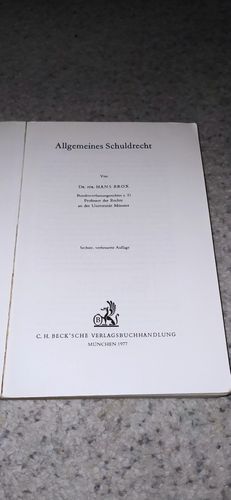 Allgemeines Schuldrecht
Von
DR. JUR. HANS BROX
Bundesverfassungsrichter a. D.
Professor der Rechte
an der Universität Münster
Sechste, verbesserte Auflage
B
C. H. BECK'SCHE VERLAGSBUCHHANDLUNG
MÜNCHEN 1977